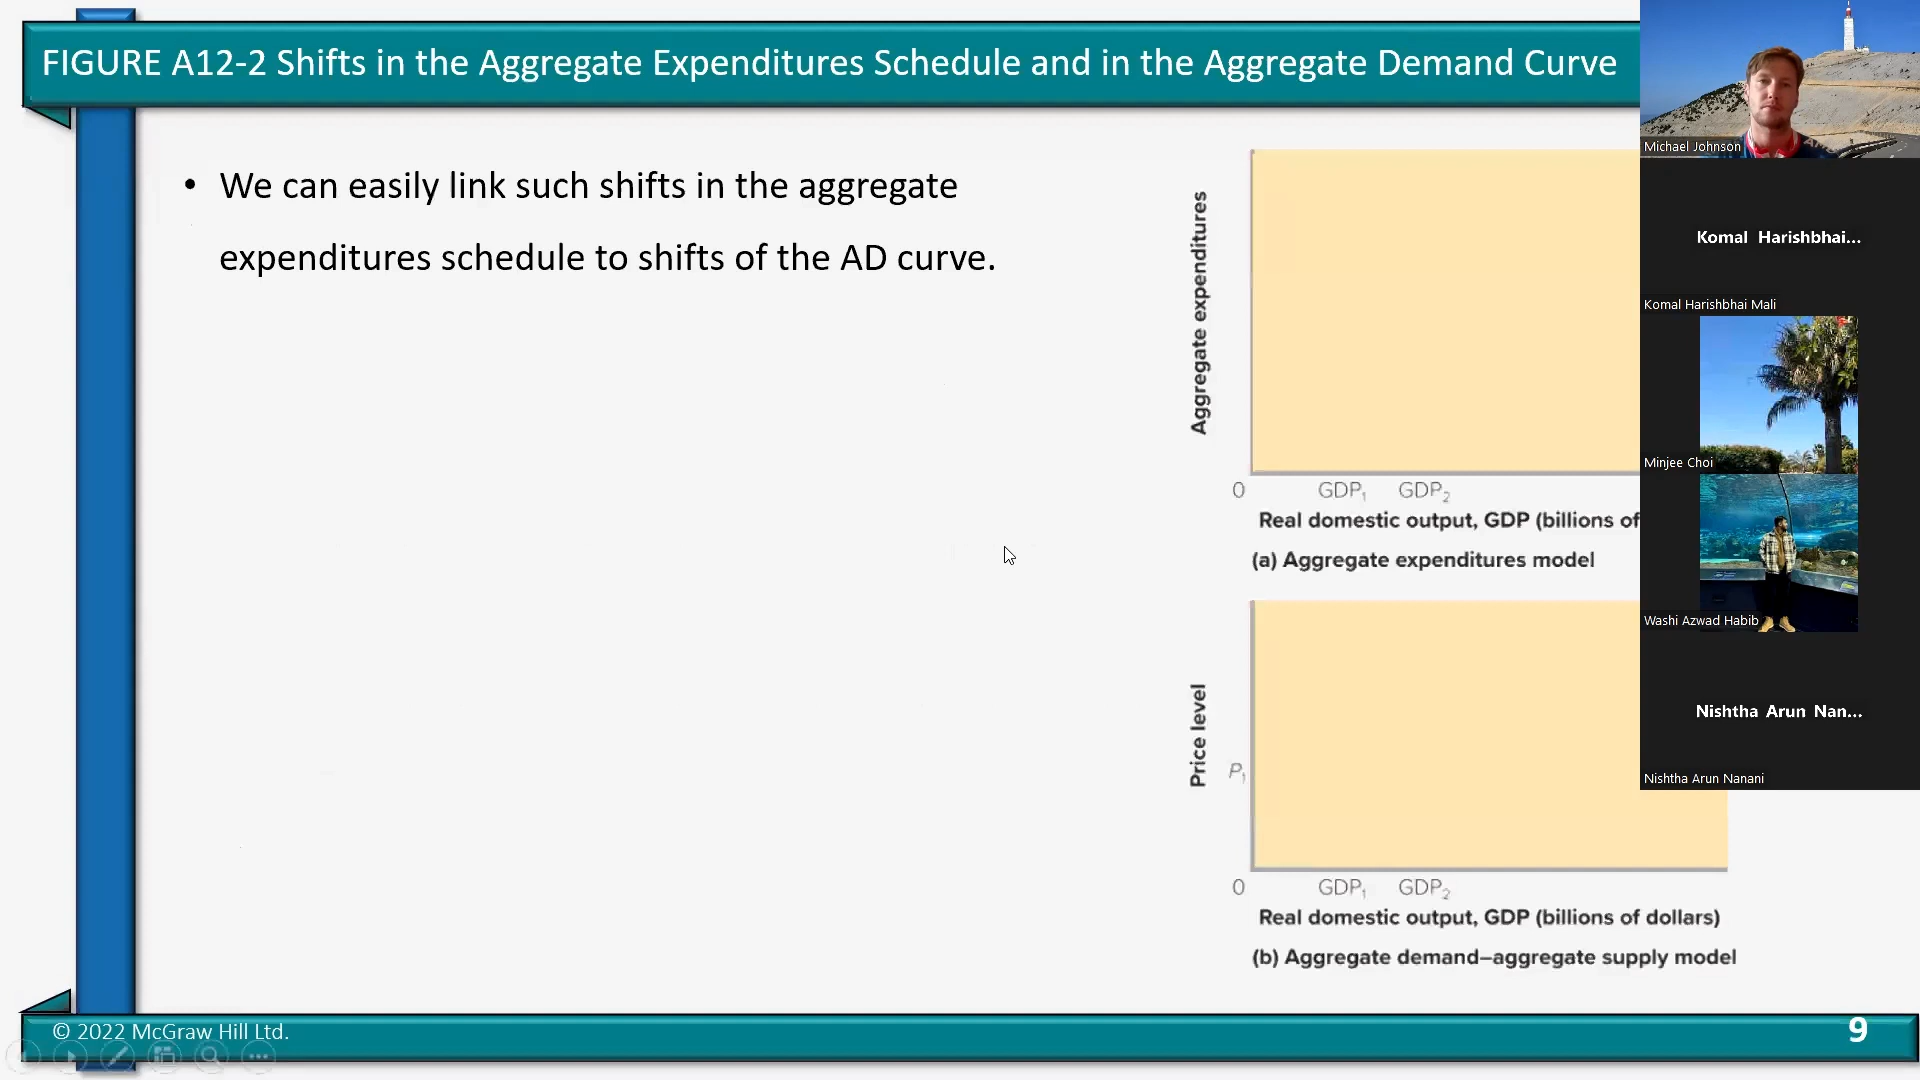 FIGURE A12-2 Shifts in the Aggregate Expenditures Schedule and in the Aggregate Demand Curve
• We can easily link such shifts in the aggregate
expenditures schedule to shifts of the AD curve.
Aggregate expenditures
0 GDP₁ GDP₂
Real domestic output, GDP (billions of
(a) Aggregate expenditures model
Price level
P₁
0 GDP₁ GDP₂
Real domestic output, GDP (billions of dollars)
(b) Aggregate demand–aggregate supply model
Michael Johnson
Komal Harishbhai...
Komal Harishbhai Mali
Minjee Choi
Washi Azwad Habib
Nishtha Arun Nan...
Nishtha Arun Nanani
© 2022 McGraw Hill Ltd.
9